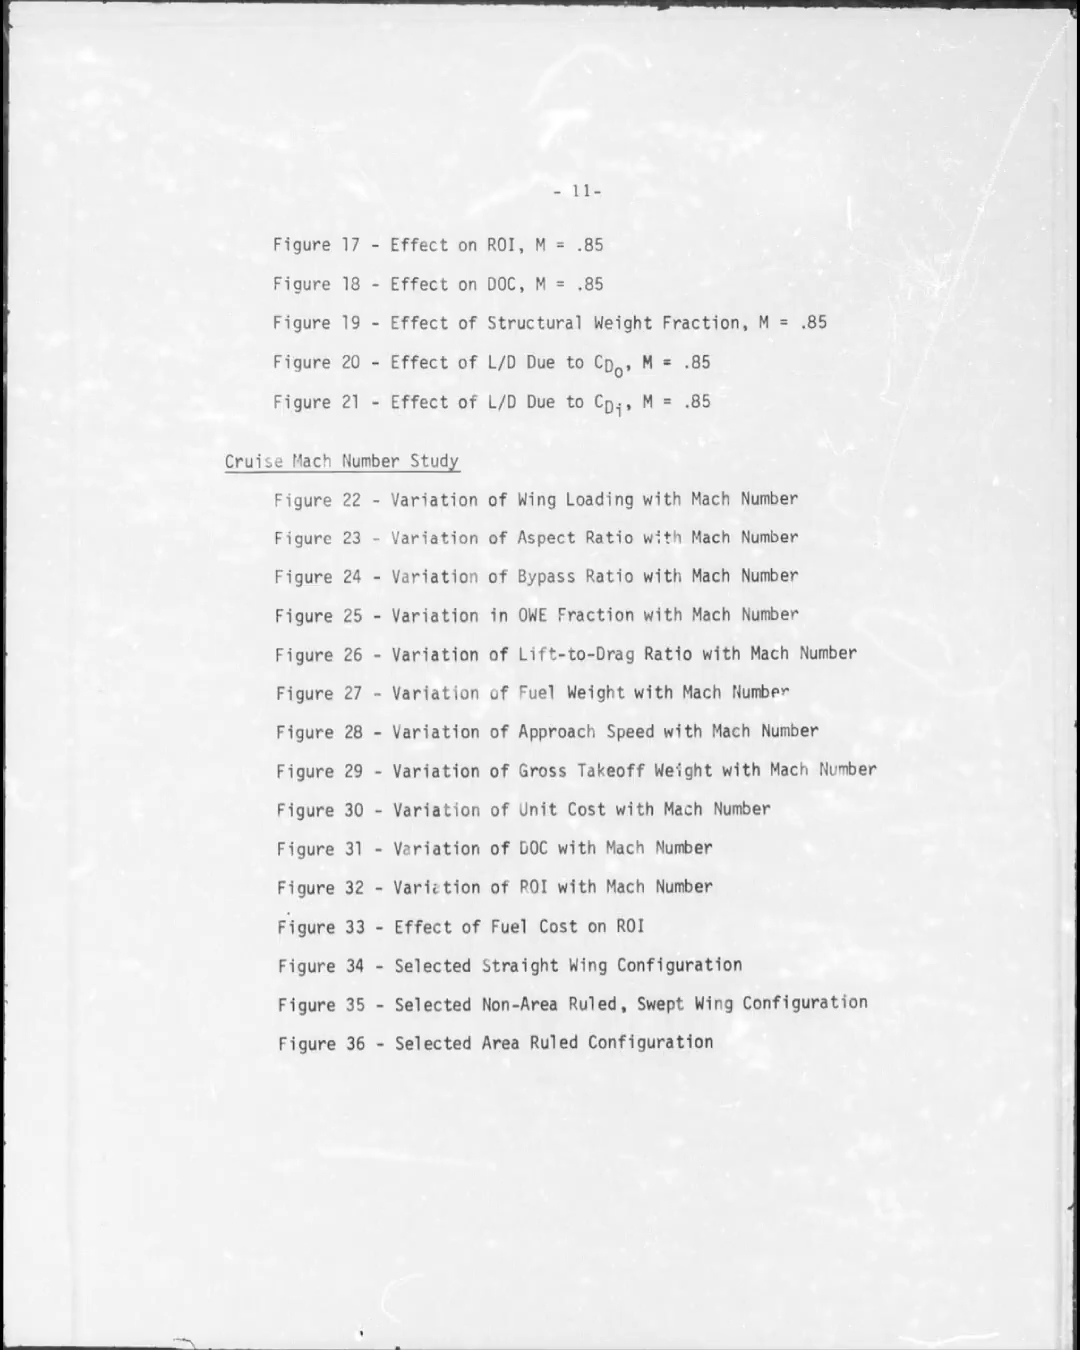 - 11-
Figure 17 - Effect on ROI, M = .85
Figure 18 - Effect on DOC, M = .85
Figure 19 - Effect of Structural Weight Fraction, M = .85
Figure 20 - Effect of L/D Due to CDo, M = .85
Figure 21 - Effect of L/D Due to CDi, M = .85
Cruise Mach Number Study
Figure 22 - Variation of Wing Loading with Mach Number
Figure 23 - Variation of Aspect Ratio with Mach Number
Figure 24 - Variation of Bypass Ratio with Mach Number
Figure 25 - Variation in OWE Fraction with Mach Number
Figure 26 - Variation of Lift-to-Drag Ratio with Mach Number
Figure 27 - Variation of Fuel Weight with Mach Number
Figure 28 - Variation of Approach Speed with Mach Number
Figure 29 - Variation of Gross Takeoff Weight with Mach Number
Figure 30 - Variation of Unit Cost with Mach Number
Figure 31 - Variation of DOC with Mach Number
Figure 32 - Variation of ROI with Mach Number
Figure 33 - Effect of Fuel Cost on ROI
Figure 34 - Selected Straight Wing Configuration
Figure 35 - Selected Non-Area Ruled, Swept Wing Configuration
Figure 36 - Selected Area Ruled Configuration